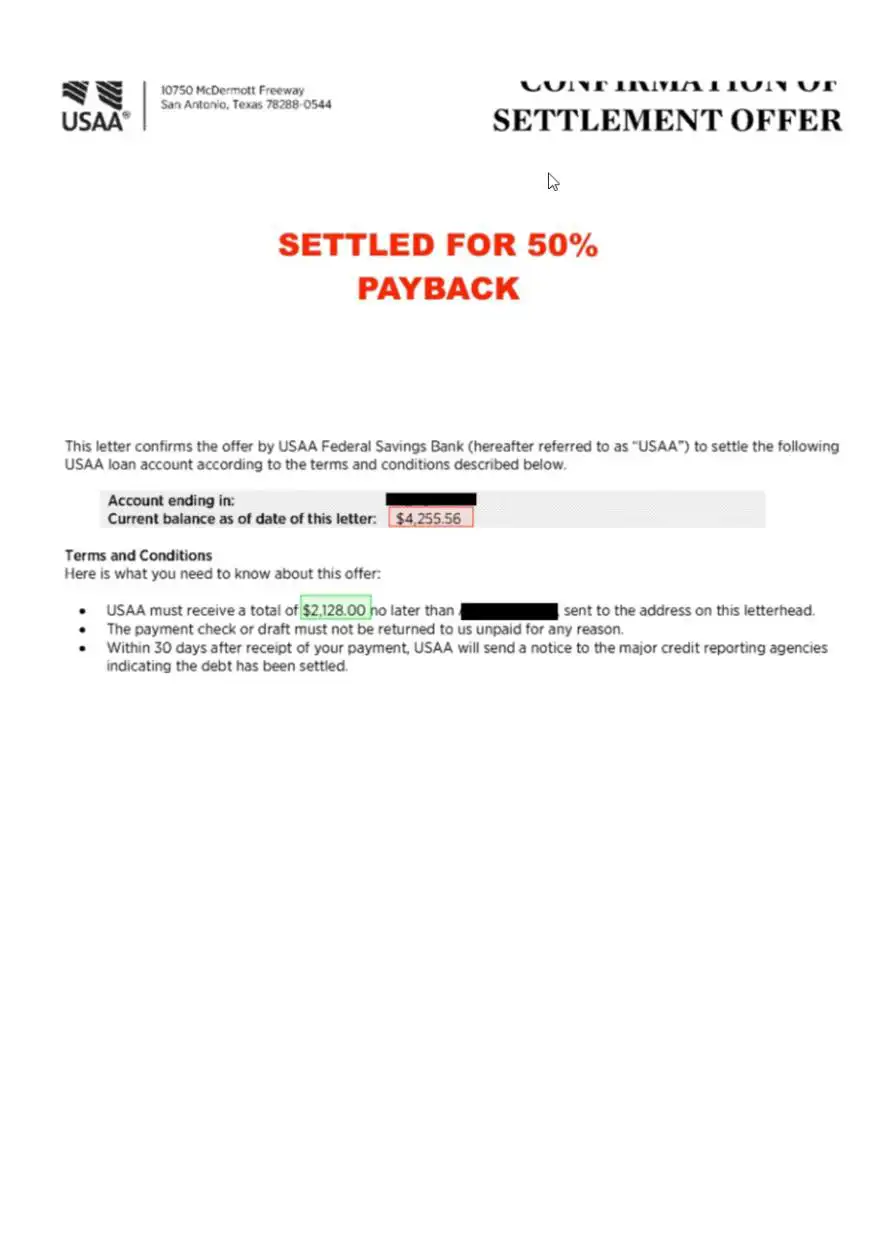 10750 McDermott Freeway
San Antonio, Texas 78288-0544
USAA®
CONFIRMATION OF
SETTLEMENT OFFER
SETTLED FOR 50%
PAYBACK
This letter confirms the offer by USAA Federal Savings Bank (hereafter referred to as “USAA”) to settle the following
USAA loan account according to the terms and conditions described below.
Account ending in:
Current balance as of date of this letter: $4,255.56
Terms and Conditions
Here is what you need to know about this offer:
• USAA must receive a total of $2,128.00 no later than , sent to the address on this letterhead.
• The payment check or draft must not be returned to us unpaid for any reason.
• Within 30 days after receipt of your payment, USAA will send a notice to the major credit reporting agencies
indicating the debt has been settled.